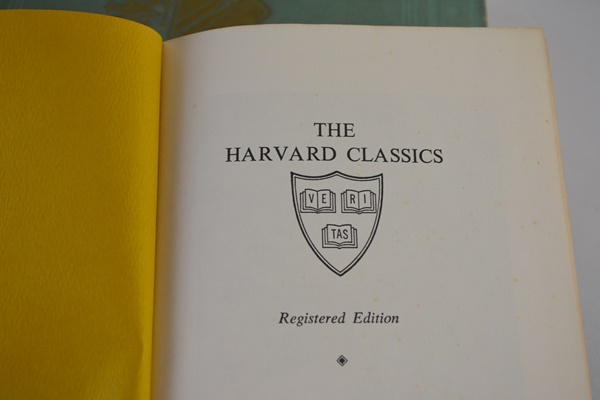 THE
HARVARD CLASSICS
VE RI
TAS
Registered Edition